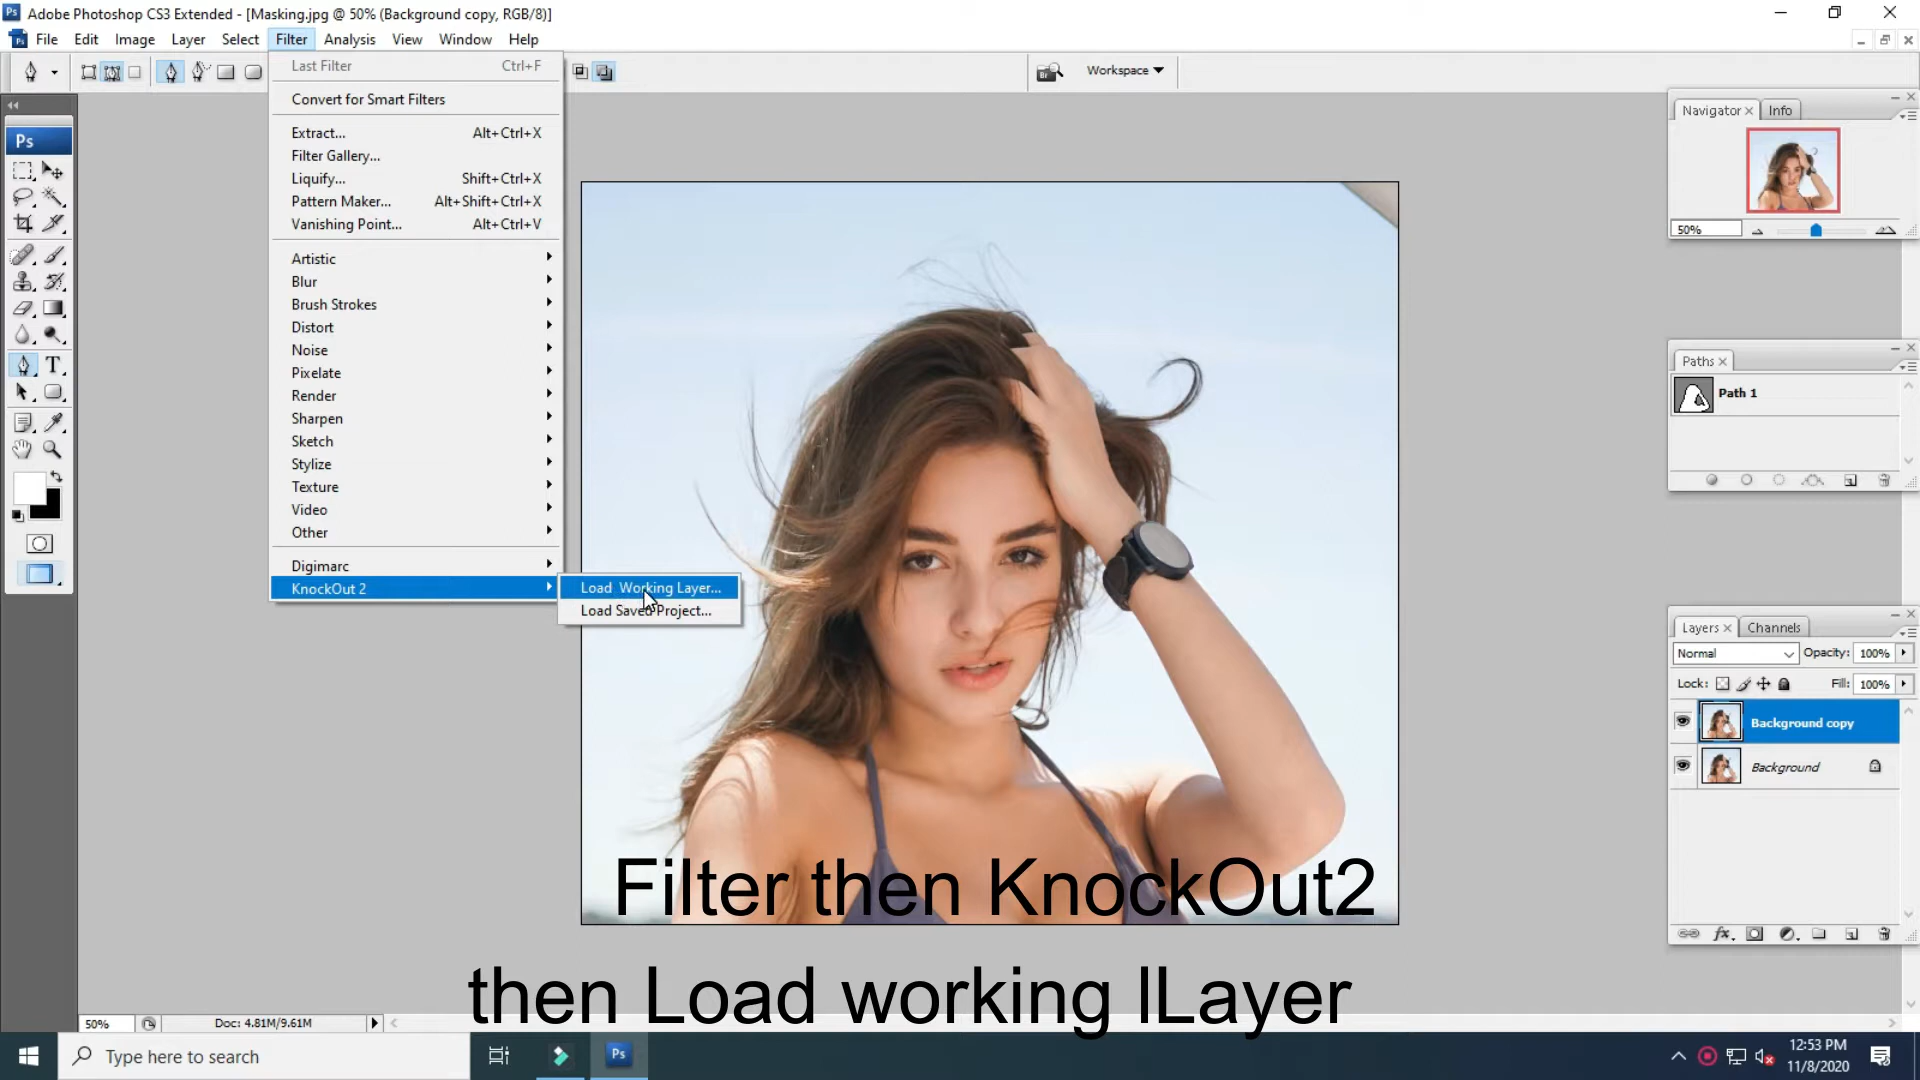 Adobe Photoshop CS3 Extended - [Masking.jpg @ 50% (Background copy, RGB/8)]
File Edit Image Layer Select Filter Analysis View Window Help
Workspace
Last Filter Ctrl+F
Convert for Smart Filters
Extract... Alt+Ctrl+X
Filter Gallery...
Liquify... Shift+Ctrl+X
Pattern Maker... Alt+Shift+Ctrl+X
Vanishing Point... Alt+Ctrl+V
Artistic
Blur
Brush Strokes
Distort
Noise
Pixelate
Render
Sharpen
Sketch
Stylize
Texture
Video
Other
Digimarc
KnockOut 2
Load Working Layer...
Load Saved Project...
Ps
Navigator Info
50%
Paths
Path 1
Layers Channels
Normal Opacity: 100%
Lock: Fill: 100%
Background copy
Background
Filter then KnockOut2
then Load working lLayer
50% Doc: 4.81M/9.61M
Type here to search
Ps
12:53 PM
11/8/2020